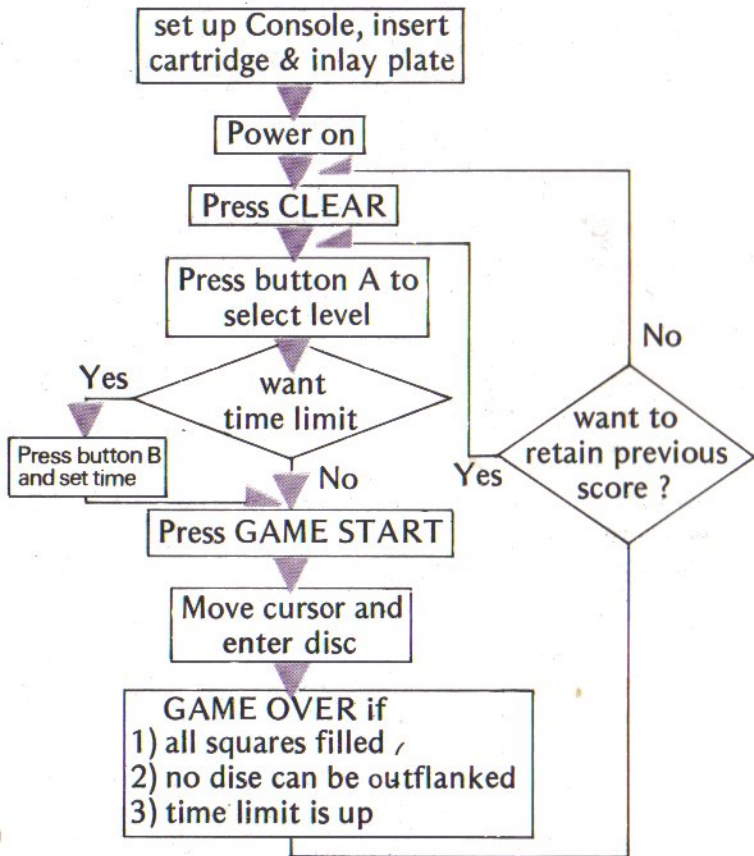 set up Console, insert
cartridge & inlay plate
Power on
Press CLEAR
Press button A to
select level
No
Yes
want
time limit
want to
retain previous
score ?
Press button B
and set time
Yes
No
Press GAME START
Move cursor and
enter disc
GAME OVER if
1) all squares filled
2) no dise can be outflanked
3) time limit is up